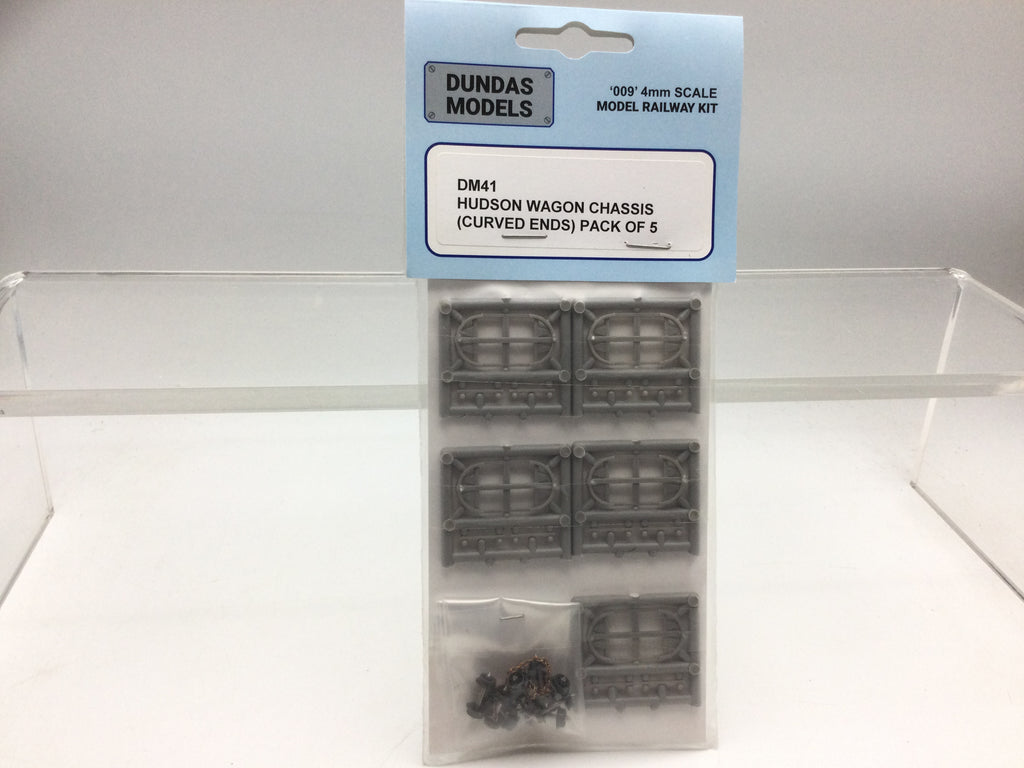 DUNDAS
MODELS
'009' 4mm SCALE
MODEL RAILWAY KIT
DM41
HUDSON WAGON CHASSIS
(CURVED ENDS) PACK OF 5